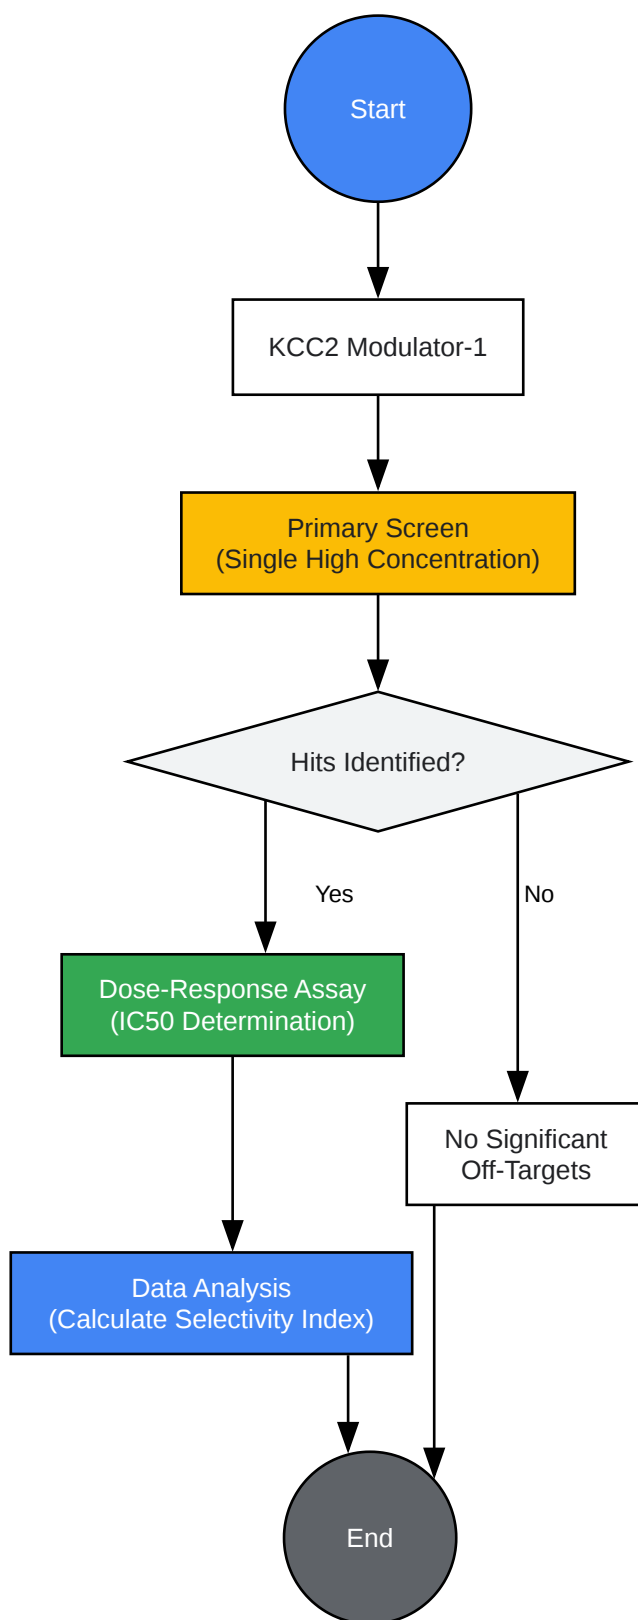 Start
KCC2 Modulator-1
Primary Screen
(Single High Concentration)
Hits Identified?
Yes
No
Dose-Response Assay
(IC50 Determination)
No Significant
Off-Targets
Data Analysis
(Calculate Selectivity Index)
End